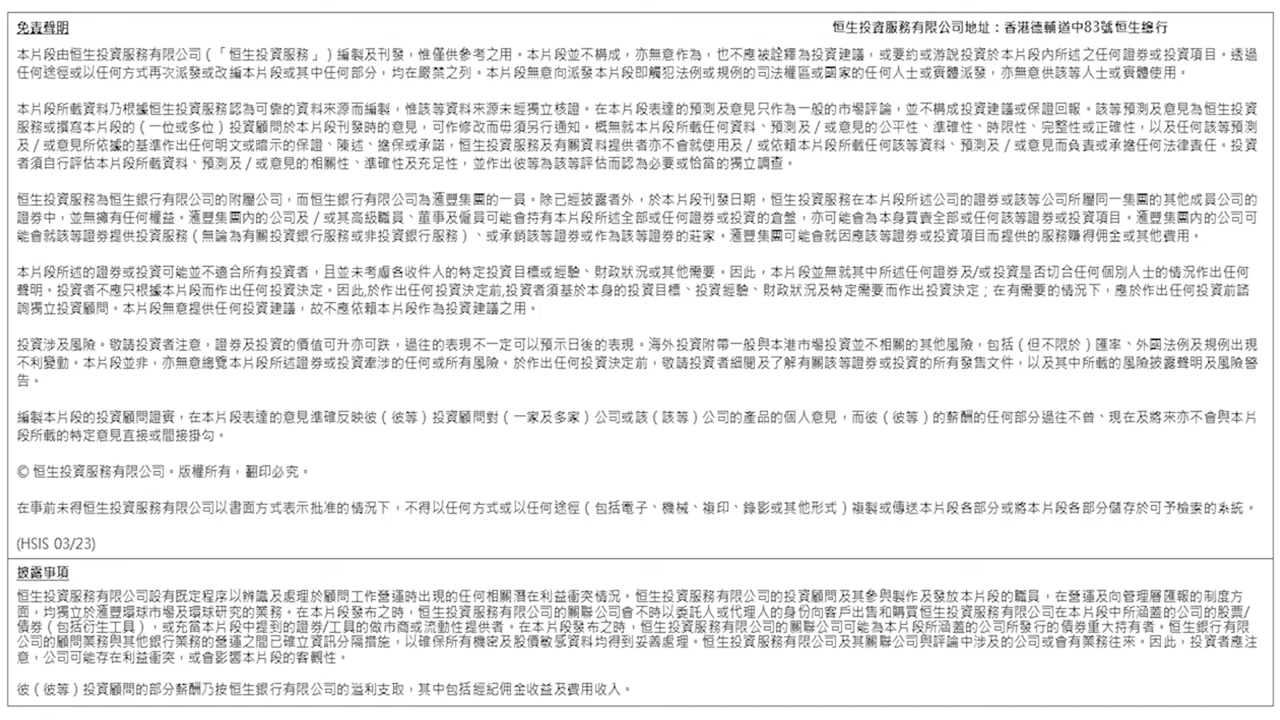 免責聲明
恒生投資服務有限公司地址：香港德輔道中83號恒生總行
本片段由恒生投資服務有限公司（「恒生投資服務」）編製及刊發，惟僅供參考之用。本片段並不構成，亦無意作為，也不應被詮釋為投資建議，或要約或游說投資於本片段內所述之任何證券或投資項目。透過
任何途徑或以任何方式再次派發或改編本片段或其中任何部分，均在嚴禁之列。本片段無意向派發本片段即觸犯法例或規例的司法權區或國家的任何人士或實體派發，亦無意供該等人士或實體使用。
本片段所載資料乃根據恒生投資服務認為可靠的資料來源而編製，惟該等資料來源未經獨立核證。在本片段表達的預測及意見只作為一般的市場評論，並不構成投資建議或保證回報。該等預測及意見為恒生投資
服務或撰寫本片段的（一位或多位）投資顧問於本片段刊發時的意見，可作修改而毋須另行通知。概無就本片段所載任何資料、預測及／或意見的公平性、準確性、時限性、完整性或正確性，以及任何該等預測
及／或意見所依據的基準作出任何明文或暗示的保證、陳述、擔保或承諾，恒生投資服務及有關資料提供者亦不會就使用及／或依賴本片段所載任何該等資料、預測及／或意見而負責或承擔任何法律責任。投資
者須自行評估本片段所載資料、預測及／或意見的相關性、準確性及充足性，並作出彼等為該等評估而認為必要或恰當的獨立調查。
恒生投資服務為恒生銀行有限公司的附屬公司，而恒生銀行有限公司為滙豐集團的一員。除已經披露者外，於本片段刊發日期，恒生投資服務在本片段所述公司的證券或該等公司所屬同一集團的其他成員公司的
證券中，並無擁有任何權益。滙豐集團內的公司及／或其高級職員、董事及僱員可能會持有本片段所述全部或任何證券或投資的倉盤，亦可能會為本身買賣全部或任何該等證券或投資項目。滙豐集團內的公司可
能會就該等證券提供投資服務（無論為有關投資銀行服務或非投資銀行服務）、或承銷該等證券或作為該等證券的莊家。滙豐集團可能會就因應該等證券或投資項目而提供的服務賺得佣金或其他費用。
本片段所述的證券或投資可能並不適合所有投資者，且並未考慮各收件人的特定投資目標或經驗、財政狀況或其他需要。因此，本片段並無就其中所述任何證券及/或投資是否切合任何個別人士的情況作出任何
聲明。投資者不應只根據本片段而作出任何投資決定。因此,於作出任何投資決定前,投資者須基於本身的投資目標、投資經驗、財政狀況及特定需要而作出投資決定；在有需要的情況下，應於作出任何投資前諮
詢獨立投資顧問。本片段無意提供任何投資建議，故不應依賴本片段作為投資建議之用。
投資涉及風險。敬請投資者注意，證券及投資的價值可升亦可跌，過往的表現不一定可以預示日後的表現。海外投資附帶一般與本港市場投資並不相關的其他風險，包括（但不限於）匯率、外國法例及規例出現
不利變動。本片段並非，亦無意總覽本片段所述證券或投資牽涉的任何或所有風險。於作出任何投資決定前，敬請投資者細閱及了解有關該等證券或投資的所有發售文件，以及其中所載的風險披露聲明及風險警
告。
編製本片段的投資顧問證實，在本片段表達的意見準確反映彼（彼等）投資顧問對（一家及多家）公司或該（該等）公司的產品的個人意見，而彼（彼等）的薪酬的任何部分過往不曾、現在及將來亦不會與本片
段所載的特定意見直接或間接掛勾。
© 恒生投資服務有限公司。版權所有，翻印必究。
在事前未得恒生投資服務有限公司以書面方式表示批准的情況下，不得以任何方式或以任何途徑（包括電子、機械、複印、錄影或其他形式）複製或傳送本片段各部分或將本片段各部分儲存於可予檢索的系統。
(HSIS 03/23)
披露事項
恒生投資服務有限公司設有既定程序以辨識及處理於顧問工作營運時出現的任何相關潛在利益衝突情況。恒生投資服務有限公司的投資顧問及其參與製作及發放本片段的職員，在營運及向管理層匯報的制度方
面，均獨立於滙豐環球市場及環球研究的業務。在本片段發布之時，恒生投資服務有限公司的關聯公司會不時以委託人或代理人的身份向客戶出售和購買恒生投資服務有限公司在本片段中所涵蓋的公司的股票/
債券（包括衍生工具），或充當本片段中提到的證券/工具的做市商或流動性提供者。在本片段發布之時，恒生投資服務有限公司的關聯公司可能為本片段所涵蓋的公司所發行的債券重大持有者。恒生銀行有限
公司的顧問業務與其他銀行業務的營運之間已確立資訊分隔措施，以確保所有機密及股價敏感資料均得到妥善處理。恒生投資服務有限公司及其關聯公司與評論中涉及的公司或會有業務往來。因此，投資者應注
意，公司可能存在利益衝突，或會影響本片段的客觀性。
彼（彼等）投資顧問的部分薪酬乃按恒生銀行有限公司的溢利支取，其中包括經紀佣金收益及費用收入。